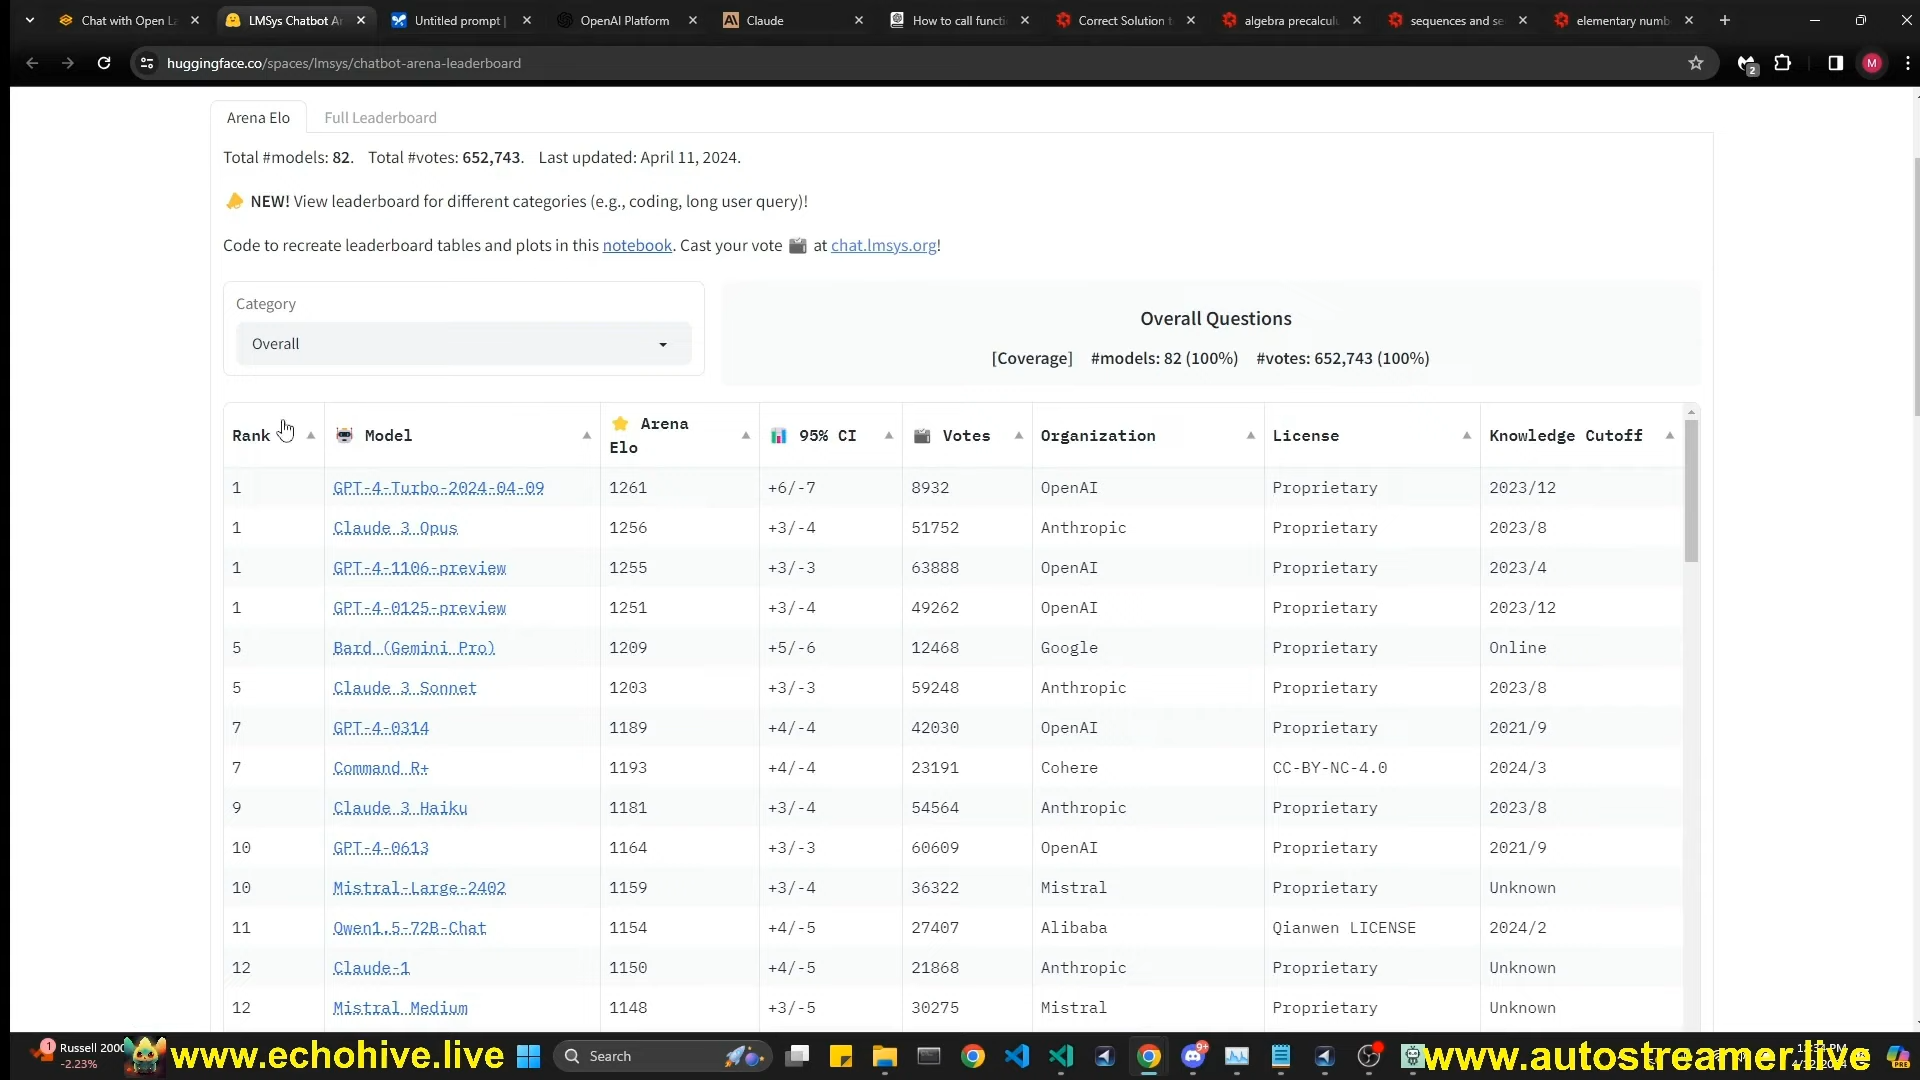 Chat with Open La
LMSys Chatbot Ar
Untitled prompt |
OpenAI Platform
Claude
How to call functi
Correct Solution t
algebra precalcul
sequences and se
elementary numb
huggingface.co/spaces/lmsys/chatbot-arena-leaderboard
2
M
Arena Elo
Full Leaderboard
Total #models: 82. Total #votes: 652,743. Last updated: April 11, 2024.
NEW! View leaderboard for different categories (e.g., coding, long user query)!
Code to recreate leaderboard tables and plots in this notebook. Cast your vote at chat.lmsys.org!
Category
Overall
Overall Questions
[Coverage] #models: 82 (100%) #votes: 652,743 (100%)
Rank Model Arena Elo 95% CI Votes Organization License Knowledge Cutoff
1 GPT-4-Turbo-2024-04-09 1261 +6/-7 8932 OpenAI Proprietary 2023/12
1 Claude 3 Opus 1256 +3/-4 51752 Anthropic Proprietary 2023/8
1 GPT-4-1106-preview 1255 +3/-3 63888 OpenAI Proprietary 2023/4
1 GPT-4-0125-preview 1251 +3/-4 49262 OpenAI Proprietary 2023/12
5 Bard (Gemini Pro) 1209 +5/-6 12468 Google Proprietary Online
5 Claude 3 Sonnet 1203 +3/-3 59248 Anthropic Proprietary 2023/8
7 GPT-4-0314 1189 +4/-4 42030 OpenAI Proprietary 2021/9
7 Command R+ 1193 +4/-4 23191 Cohere CC-BY-NC-4.0 2024/3
9 Claude 3 Haiku 1181 +3/-4 54564 Anthropic Proprietary 2023/8
10 GPT-4-0613 1164 +3/-3 60609 OpenAI Proprietary 2021/9
10 Mistral-Large-2402 1159 +3/-4 36322 Mistral Proprietary Unknown
11 Qwen1.5-72B-Chat 1154 +4/-5 27407 Alibaba Qianwen LICENSE 2024/2
12 Claude-1 1150 +4/-5 21868 Anthropic Proprietary Unknown
12 Mistral Medium 1148 +3/-5 30275 Mistral Proprietary Unknown
1
Russell 2000
-2.23%
www.echohive.live
Search
9+
www.autostreamer.live
PRE